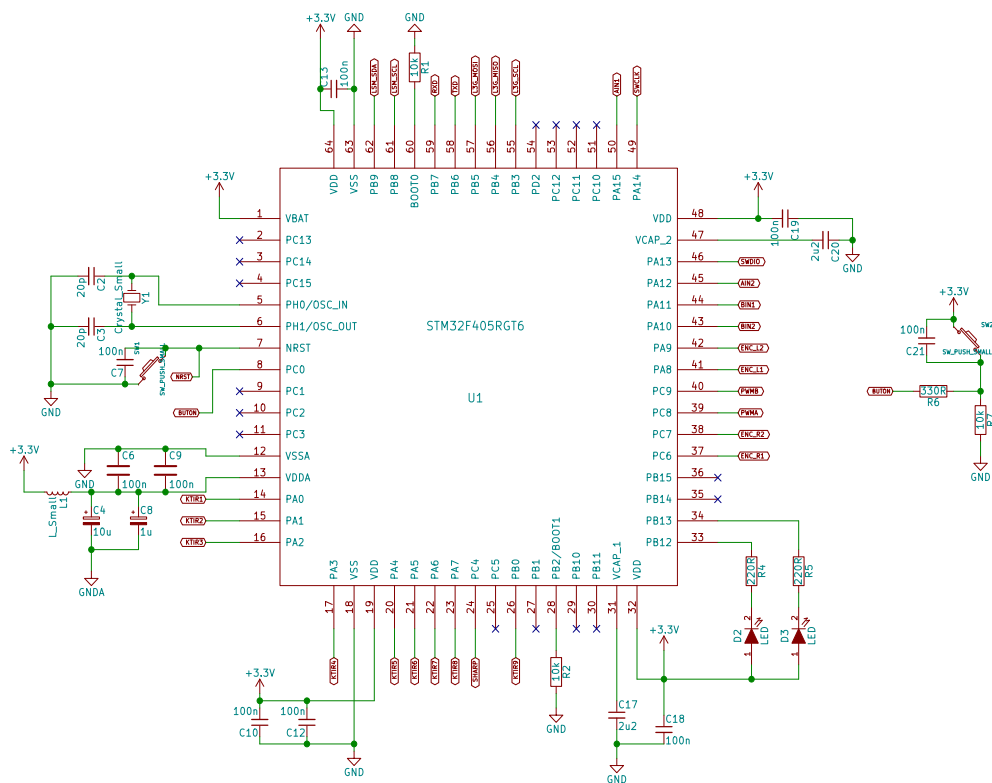 +3.3V
GND
GND
C13
100n
10k
R1
LSM_SDA
LSM_SCL
RXD
TXD
L3G_MOSI
L3G_MISO
L3G_SCL
AIN1
SWCLK
64
63
62
61
60
59
58
57
56
55
54
53
52
51
50
49
VDD
VSS
PB9
PB8
BOOT0
PB7
PB6
PB5
PB4
PB3
PD2
PC12
PC11
PC10
PA15
PA14
STM32F405RGT6
U1
+3.3V
1 VBAT
2 PC13
3 PC14
4 PC15
5 PH0/OSC_IN
6 PH1/OSC_OUT
7 NRST
8 PC0
9 PC1
10 PC2
11 PC3
12 VSSA
13 VDDA
14 PA0
15 PA1
16 PA2
20p
C2
Crystal_Small
Y1
20p
C3
100n
C7
SW1
SW_PUSH_SMALL
NRST
BUTON
GND
+3.3V
GND
C6
100n
C9
100n
L_Small
L1
C4
10u
C8
1u
GNDA
KTIR1
KTIR2
KTIR3
VDD 48
VCAP_2 47
PA13 46
PA12 45
PA11 44
PA10 43
PA9 42
PA8 41
PC9 40
PC8 39
PC7 38
PC6 37
PB15 36
PB14 35
PB13 34
PB12 33
SWDIO
AIN2
BIN1
BIN2
ENC_L2
ENC_L1
PWMB
PWMA
ENC_R2
ENC_R1
+3.3V
100n
C19
2u2
C20
GND
+3.3V
100n
C21
SW2
SW_PUSH_SMALL
BUTON
330R
R6
10k
R7
GND
220R
R4
220R
R5
2
D2
LED
1
2
D3
LED
1
PA3
VSS
VDD
PA4
PA5
PA6
PA7
PC4
PC5
PB0
PB1
PB2/BOOT1
PB10
PB11
VCAP_1
VDD
17
18
19
20
21
22
23
24
25
26
27
28
29
30
31
32
KTIR4
KTIR5
KTIR6
KTIR7
KTIR8
SHARP
KTIR9
10k
R2
GND
+3.3V
100n
C10
100n
C12
GND
+3.3V
C17
2u2
C18
100n
GND